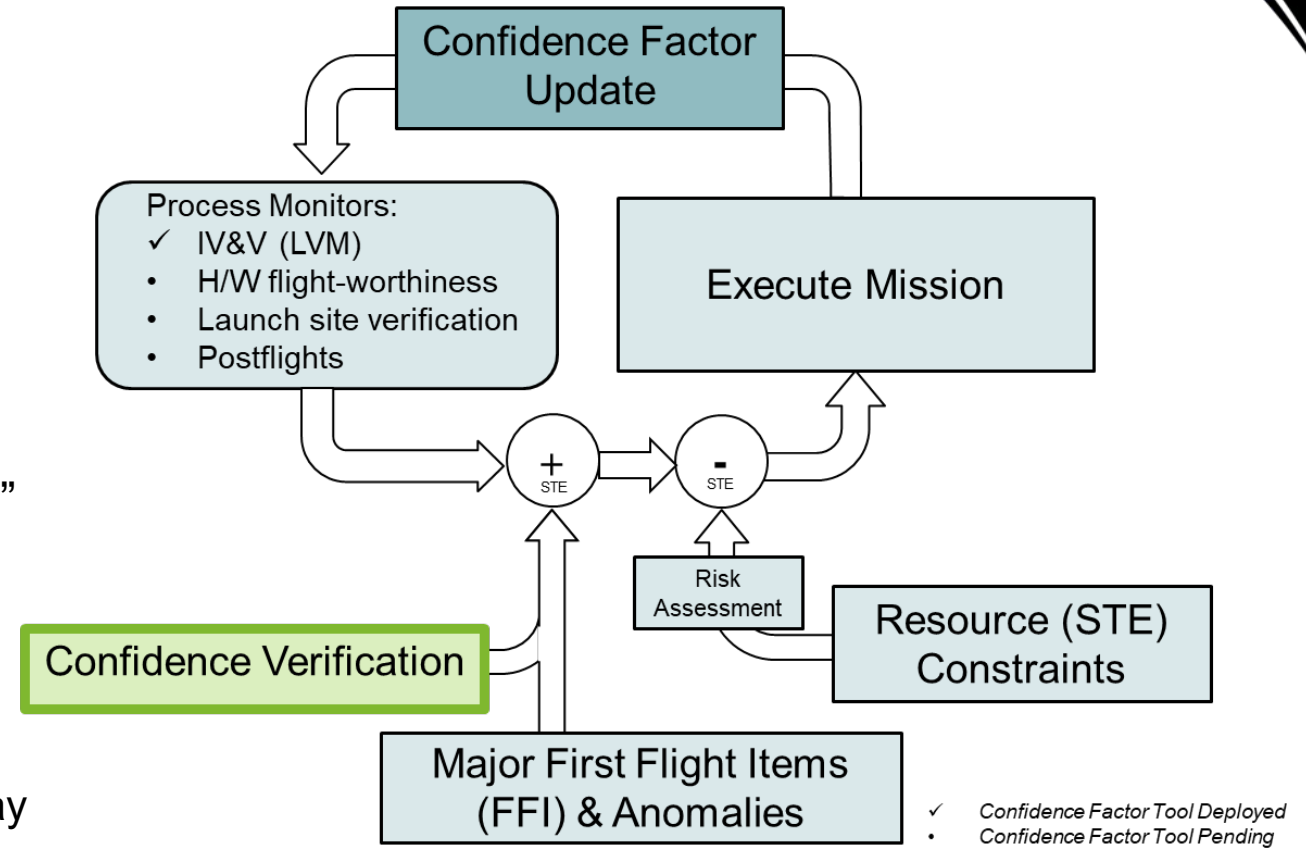 Confidence Factor
Update
Process Monitors:
✓ IV&V (LVM)
• H/W flight-worthiness
• Launch site verification
• Postflights
Execute Mission
+
STE
-
STE
”
Risk
Assessment
Resource (STE)
Constraints
Confidence Verification
Major First Flight Items
(FFI) & Anomalies
✓ Confidence Factor Tool Deployed
• Confidence Factor Tool Pending